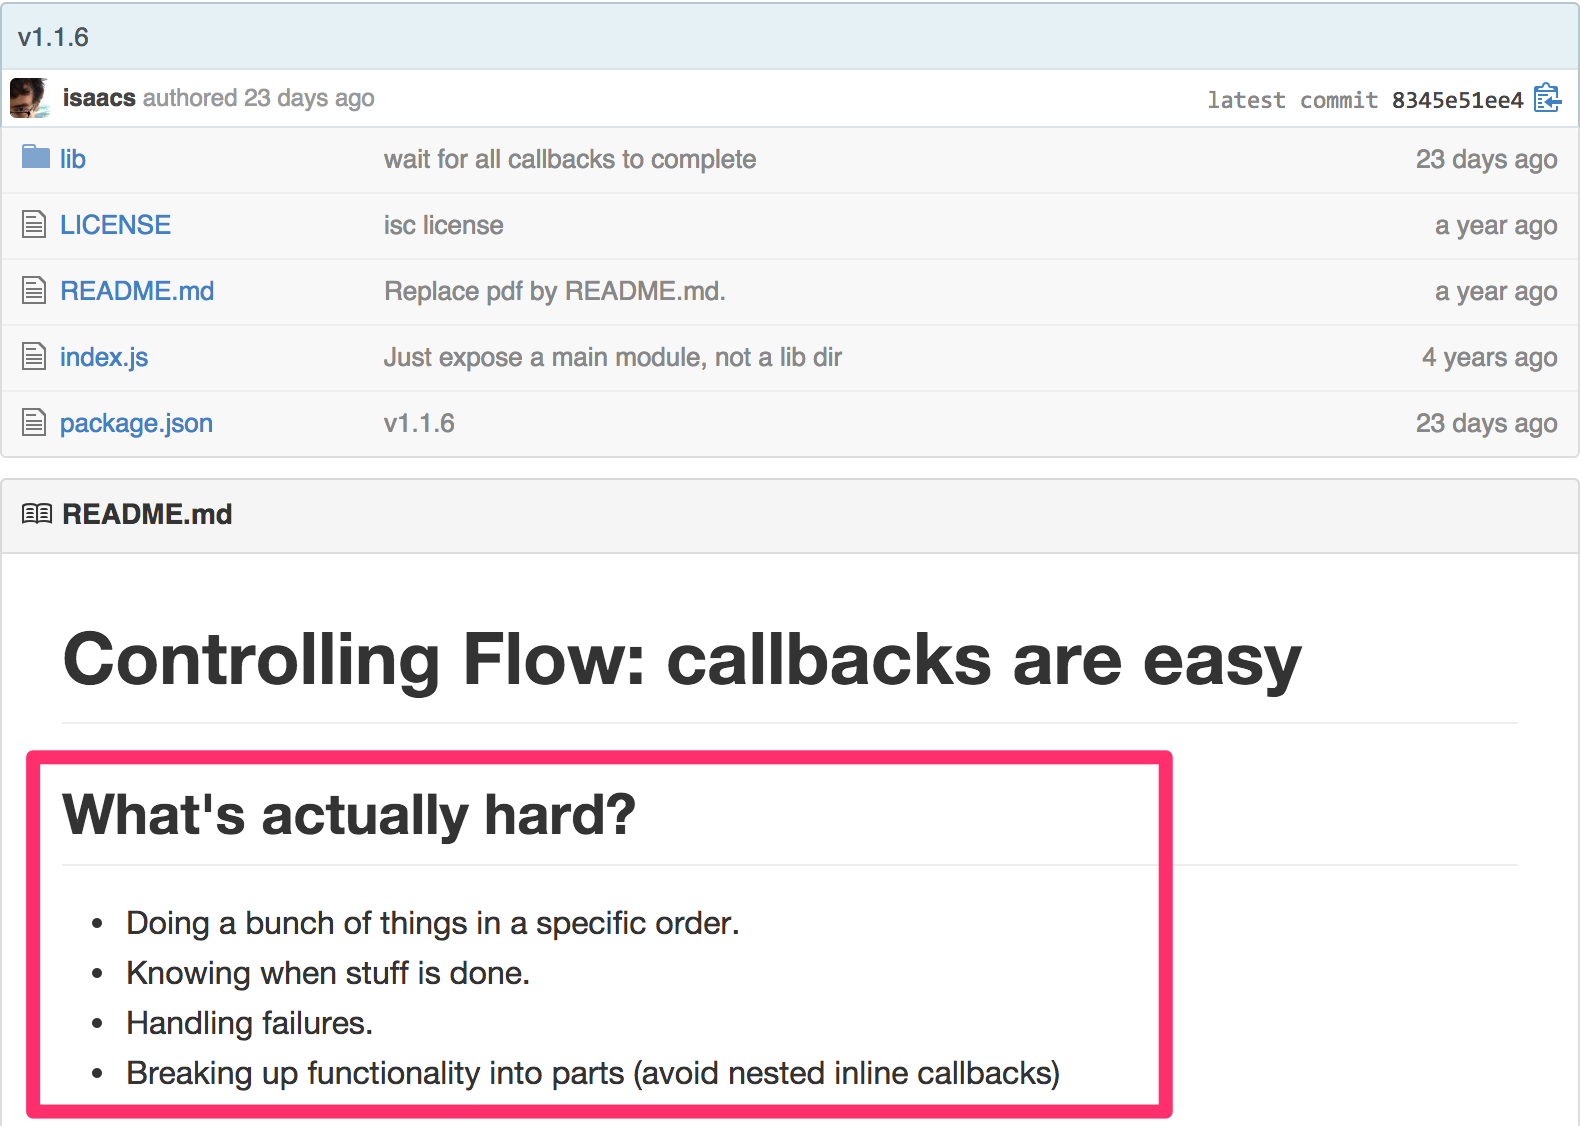 v1.1.6
isaacs authored 23 days ago latest commit 8345e51ee4
lib wait for all callbacks to complete 23 days ago
LICENSE isc license a year ago
README.md Replace pdf by README.md. a year ago
index.js Just expose a main module, not a lib dir 4 years ago
package.json v1.1.6 23 days ago
README.md
Controlling Flow: callbacks are easy
What's actually hard?
• Doing a bunch of things in a specific order.
• Knowing when stuff is done.
• Handling failures.
• Breaking up functionality into parts (avoid nested inline callbacks)